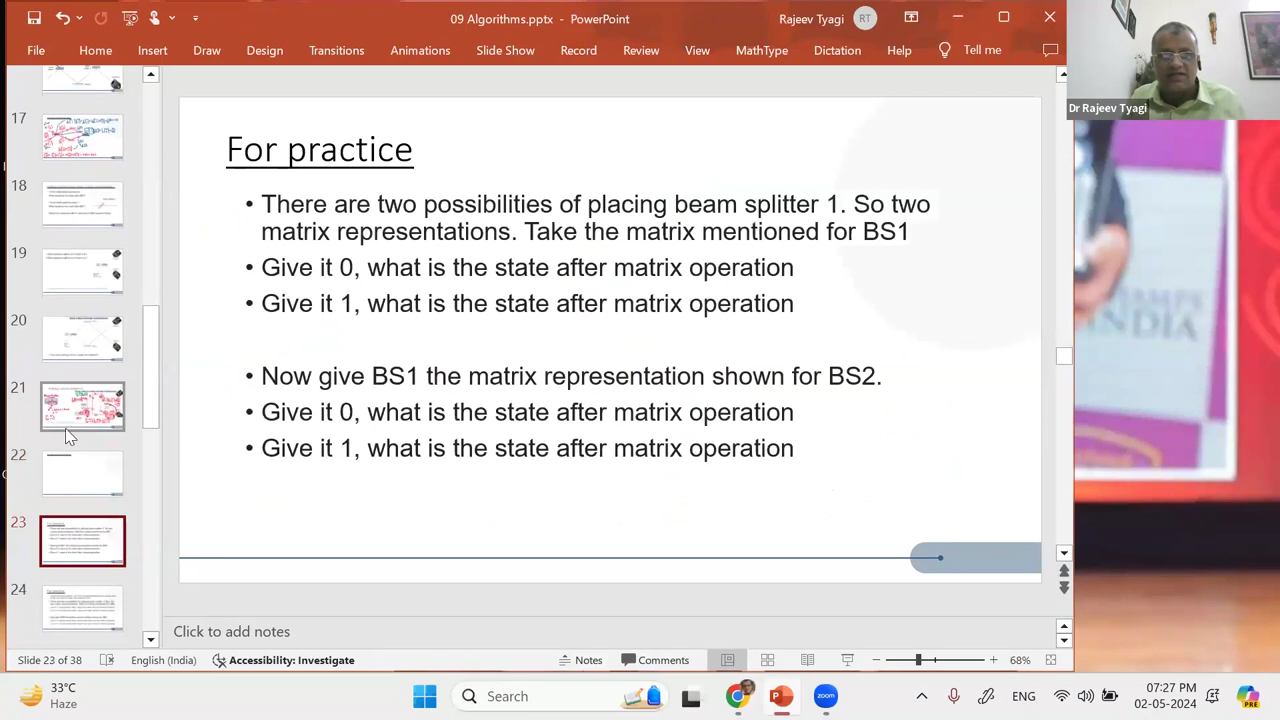 09 Algorithms.pptx - PowerPoint
Rajeev Tyagi
RT
File Home Insert Draw Design Transitions Animations Slide Show Record Review View MathType Dictation Help Tell me
Dr Rajeev Tyagi
17
18
19
20
21
22
23
24
For practice
• There are two possibilities of placing beam splitter 1. So two
matrix representations. Take the matrix mentioned for BS1
• Give it 0, what is the state after matrix operation
• Give it 1, what is the state after matrix operation
• Now give BS1 the matrix representation shown for BS2.
• Give it 0, what is the state after matrix operation
• Give it 1, what is the state after matrix operation
Click to add notes
Slide 23 of 38 English (India) Accessibility: Investigate Notes Comments 68%
33°C
Haze
Search
zoom
PRE
ENG
07:27 PM
02-05-2024